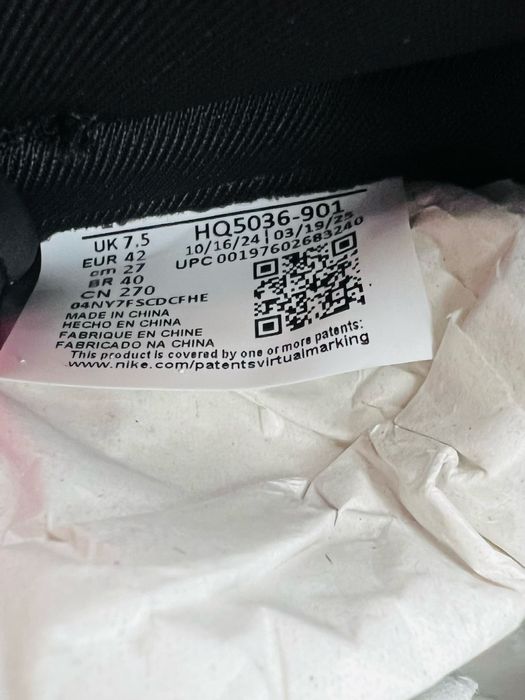 UK 7.5
EUR 42
cm 27
BR 40
CN 270
04NY7FSCDCFHE
HQ5036-901
10/16/24 | 03/19/25
UPC 00197602683240
MADE IN CHINA
HECHO EN CHINA
FABRIQUE EN CHINE
FABRICADO NA CHINA
This product is covered by one or more patents:
www.nike.com/patentsvirtualmarking